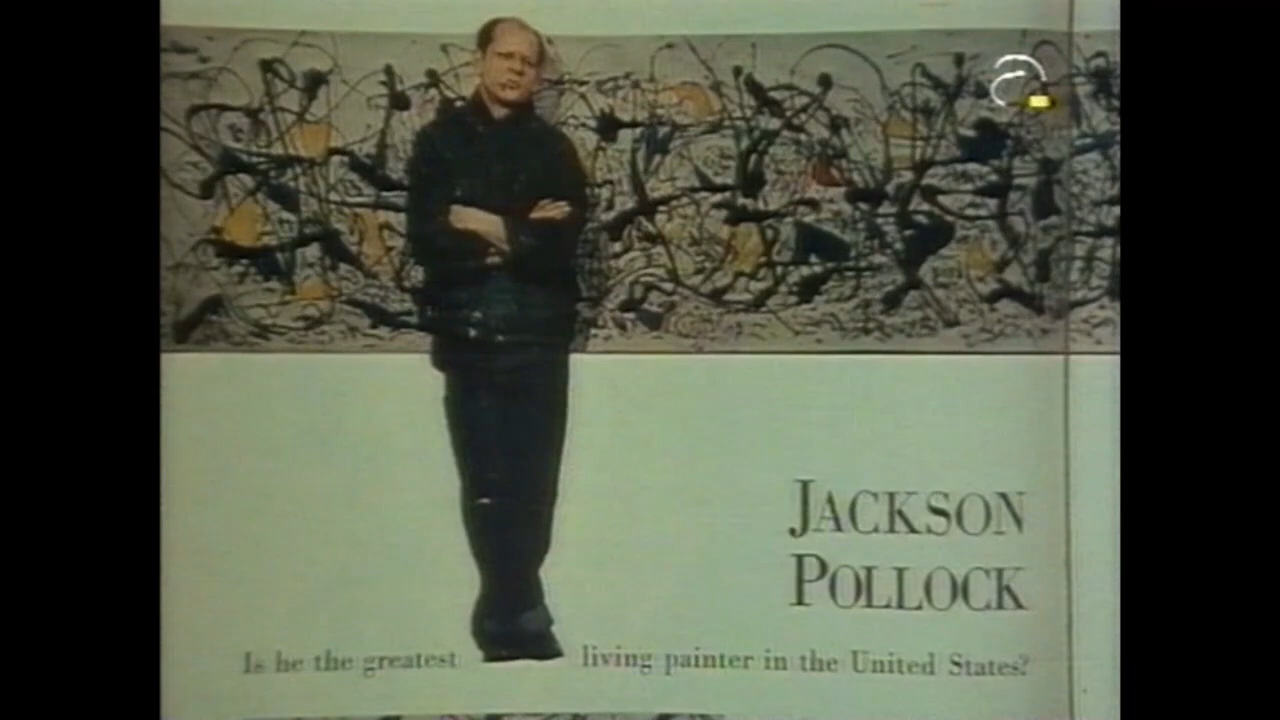 JACKSON
POLLOCK
Is he the greatest living painter in the United States?